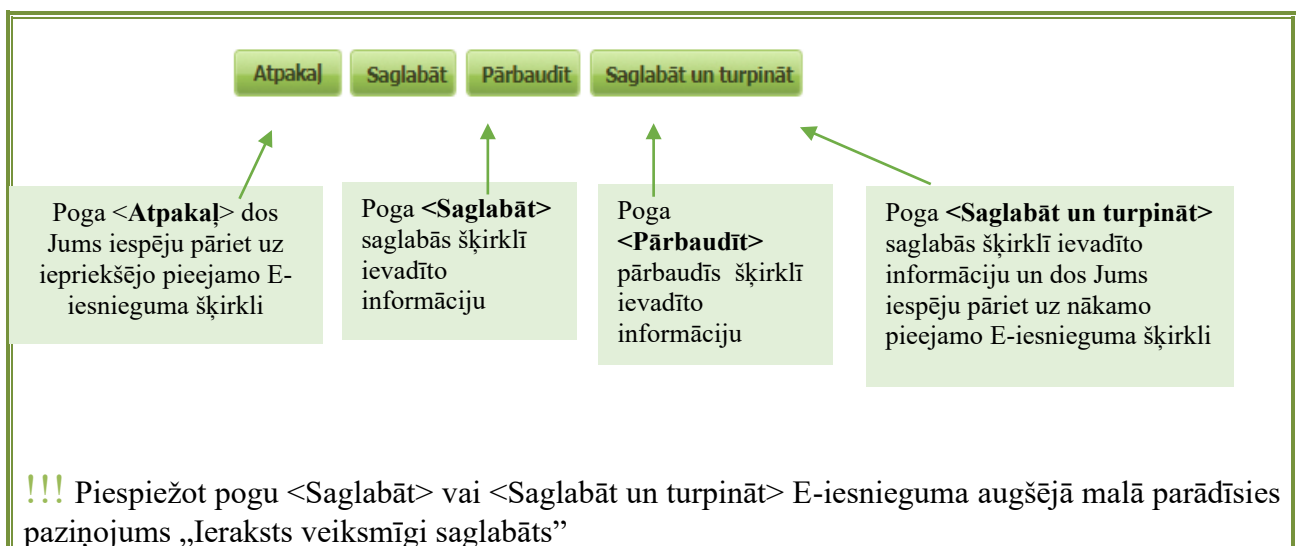 Atpakaļ Saglabāt Pārbaudīt Saglabāt un turpināt
Poga <Atpakaļ> dos
Jums iespēju pāriet uz
iepriekšējo pieejamo E-
iesnieguma šķirkli
Poga <Saglabāt>
saglabās šķirklī
ievadīto
informāciju
Poga
<Pārbaudīt>
pārbaudīs šķirklī
ievadīto
informāciju
Poga <Saglabāt un turpināt>
saglabās šķirklī ievadīto
informāciju un dos Jums
iespēju pāriet uz nākamo
pieejamo E-iesnieguma šķirkli
!!! Piespiežot pogu <Saglabāt> vai <Saglabāt un turpināt> E-iesnieguma augšējā malā parādīsies
paziņojums „Ieraksts veiksmīgi saglabāts”